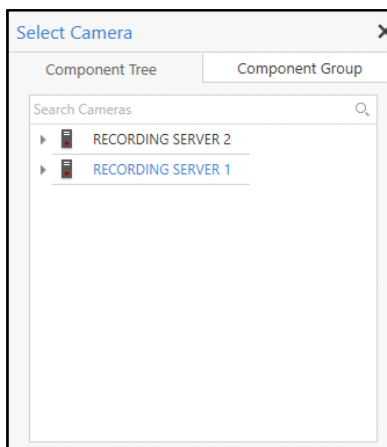 Select Camera
Component Tree
Component Group
Search Cameras
RECORDING SERVER 2
RECORDING SERVER 1